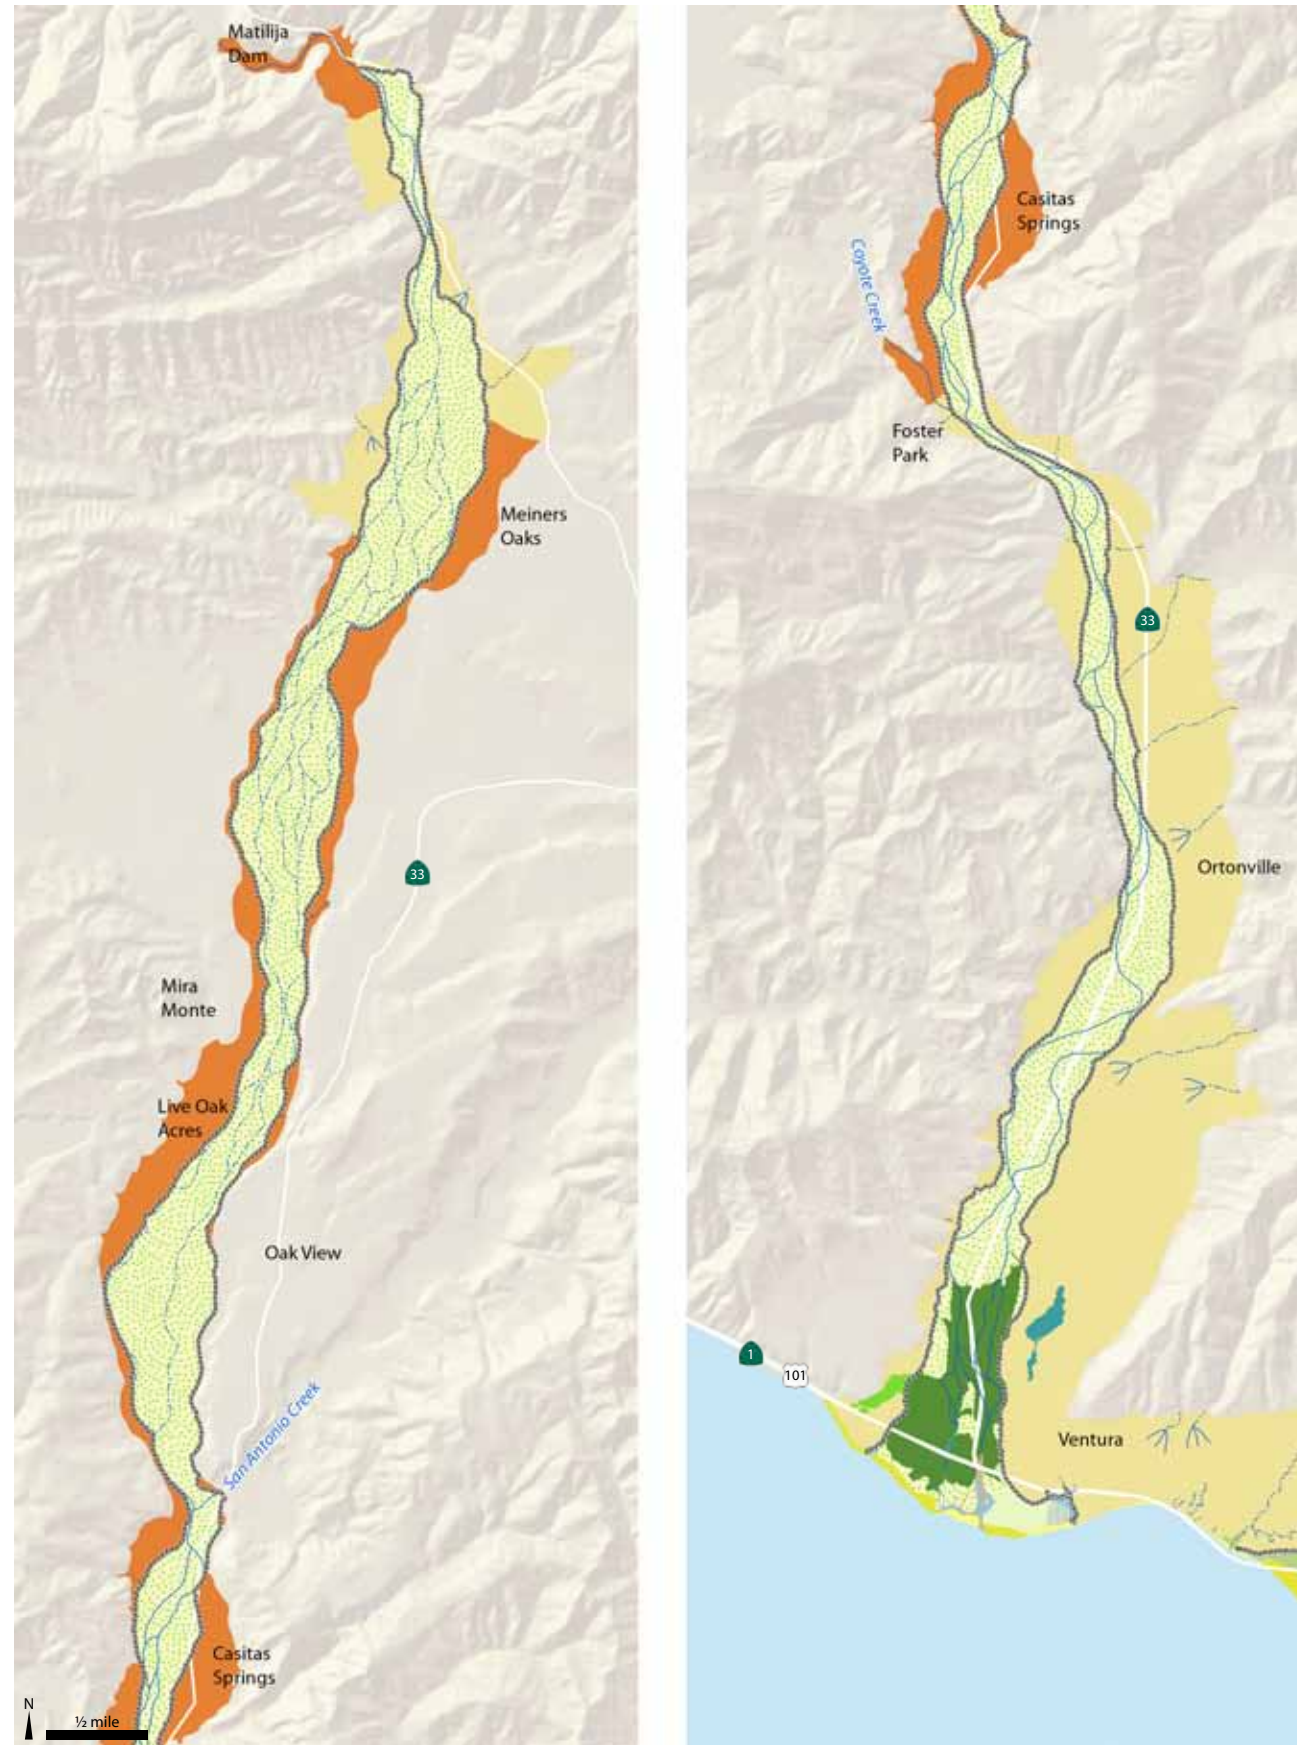 Matilija
Dam
Meiners
Oaks
33
Mira
Monte
Live Oak
Acres
Oak View
San Antonio Creek
Casitas
Springs
N
½ mile
Casitas
Springs
Coyote Creek
Foster
Park
33
Ortonville
1
101
Ventura